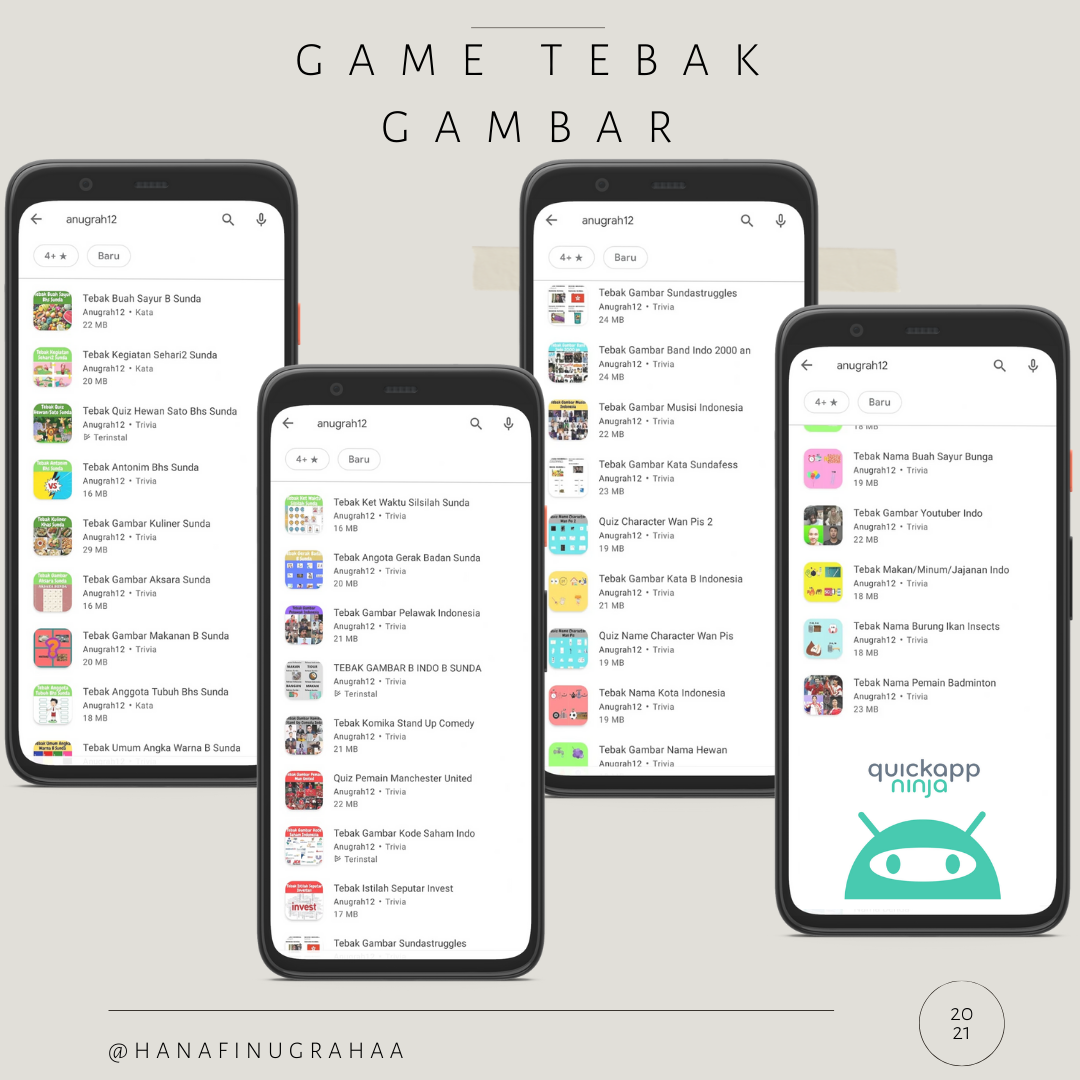 GAME TEBAK
GAMBAR
anugrah12
4+ ★
Baru
Tebak Buah Sayur B Sunda
Anugrah12 • Kata
22 MB
Tebak Kegiatan Sehari2 Sunda
Anugrah12 • Kata
20 MB
Tebak Quiz Hewan Sato Bhs Sunda
Anugrah12 • Trivia
Terinstal
Tebak Antonim Bhs Sunda
Anugrah12 • Trivia
16 MB
Tebak Gambar Kuliner Sunda
Anugrah12 • Trivia
29 MB
Tebak Gambar Aksara Sunda
Anugrah12 • Trivia
16 MB
Tebak Gambar Makanan B Sunda
Anugrah12 • Trivia
20 MB
Tebak Anggota Tubuh Bhs Sunda
Anugrah12 • Kata
18 MB
Tebak Umum Angka Warna B Sunda
anugrah12
4+ ★
Baru
Tebak Ket Waktu Silsilah Sunda
Anugrah12 • Trivia
16 MB
Tebak Angota Gerak Badan Sunda
Anugrah12 • Trivia
20 MB
Tebak Gambar Pelawak Indonesia
Anugrah12 • Trivia
21 MB
TEBAK GAMBAR B INDO B SUNDA
Anugrah12 • Trivia
Terinstal
Tebak Komika Stand Up Comedy
Anugrah12 • Trivia
21 MB
Quiz Pemain Manchester United
Anugrah12 • Trivia
22 MB
Tebak Gambar Kode Saham Indo
Anugrah12 • Trivia
Terinstal
Tebak Istilah Seputar Invest
Anugrah12 • Trivia
17 MB
invest
Tebak Gambar Sundastruggles
anugrah12
4+ ★
Baru
Tebak Gambar Sundastruggles
Anugrah12 • Trivia
24 MB
Tebak Gambar Band Indo 2000 an
Anugrah12 • Trivia
24 MB
Tebak Gambar Musisi Indonesia
Anugrah12 • Trivia
22 MB
Tebak Gambar Kata Sundafess
Anugrah12 • Trivia
23 MB
Quiz Character Wan Pis 2
Anugrah12 • Trivia
19 MB
Tebak Gambar Kata B Indonesia
Anugrah12 • Trivia
21 MB
Quiz Name Character Wan Pis
Anugrah12 • Trivia
19 MB
Tebak Nama Kota Indonesia
Anugrah12 • Trivia
19 MB
Tebak Gambar Nama Hewan
Anugrah12 • Trivia
anugrah12
4+ ★
Baru
18 MB
Tebak Nama Buah Sayur Bunga
Anugrah12 • Trivia
19 MB
Tebak Gambar Youtuber Indo
Anugrah12 • Trivia
22 MB
Tebak Makan/Minum/Jajanan Indo
Anugrah12 • Trivia
18 MB
Tebak Nama Burung Ikan Insects
Anugrah12 • Trivia
18 MB
Tebak Nama Pemain Badminton
Anugrah12 • Trivia
23 MB
quickapp
ninja
@HANAFINUGRAHAA
20
21